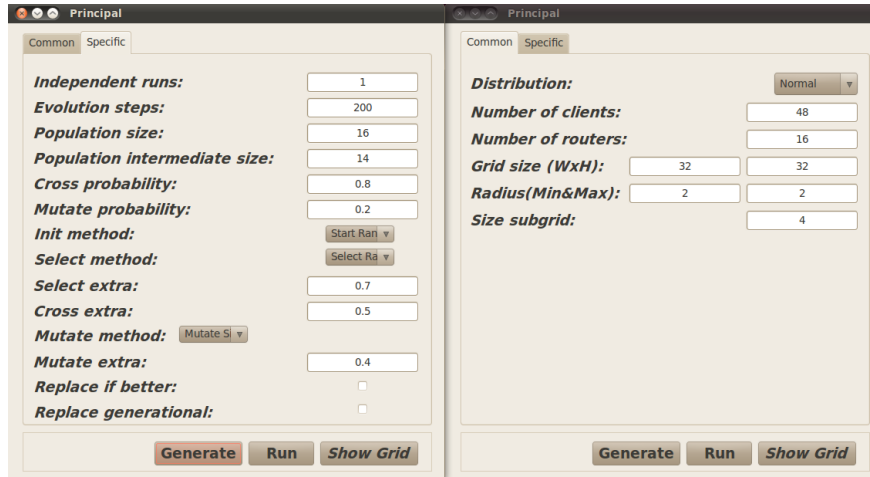 Principal
Common Specific
Independent runs: 1
Evolution steps: 200
Population size: 16
Population intermediate size: 14
Cross probability: 0.8
Mutate probability: 0.2
Init method: Start Ran
Select method: Select Ra
Select extra: 0.7
Cross extra: 0.5
Mutate method: Mutate S
Mutate extra: 0.4
Replace if better:
Replace generational:
Generate Run Show Grid
Principal
Common Specific
Distribution: Normal
Number of clients: 48
Number of routers: 16
Grid size (WxH): 32 32
Radius(Min&Max): 2 2
Size subgrid: 4
Generate Run Show Grid